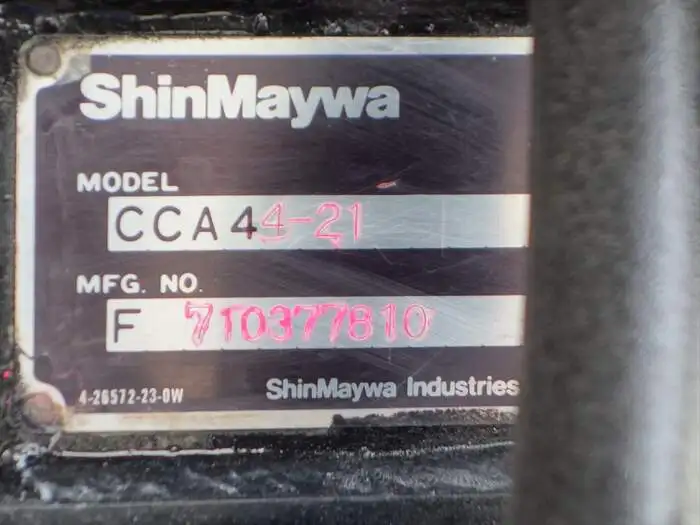 ShinMaywa
MODEL
CCA44-21
MFG. NO.
F 710377810
4-26572-23-0W
ShinMaywa Industries